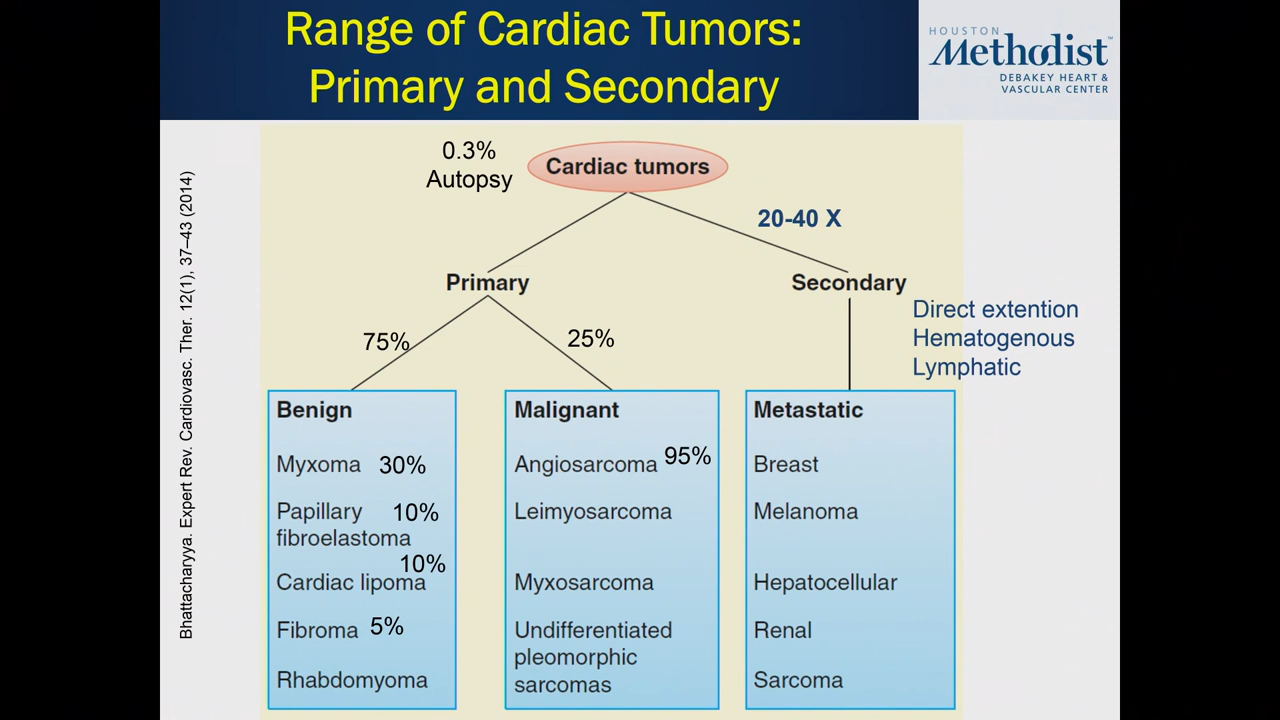 Range of Cardiac Tumors:
Primary and Secondary
HOUSTON
Methodist™
DEBAKEY HEART &
VASCULAR CENTER
Bhattacharyya. Expert Rev. Cardiovasc. Ther. 12(1), 37–43 (2014)
0.3%
Autopsy
Cardiac tumors
20-40 X
Primary
Secondary
Direct extention
Hematogenous
Lymphatic
75%
25%
Benign
Myxoma 30%
Papillary 10%
fibroelastoma
10%
Cardiac lipoma
Fibroma 5%
Rhabdomyoma
Malignant
Angiosarcoma 95%
Leimyosarcoma
Myxosarcoma
Undifferentiated
pleomorphic
sarcomas
Metastatic
Breast
Melanoma
Hepatocellular
Renal
Sarcoma